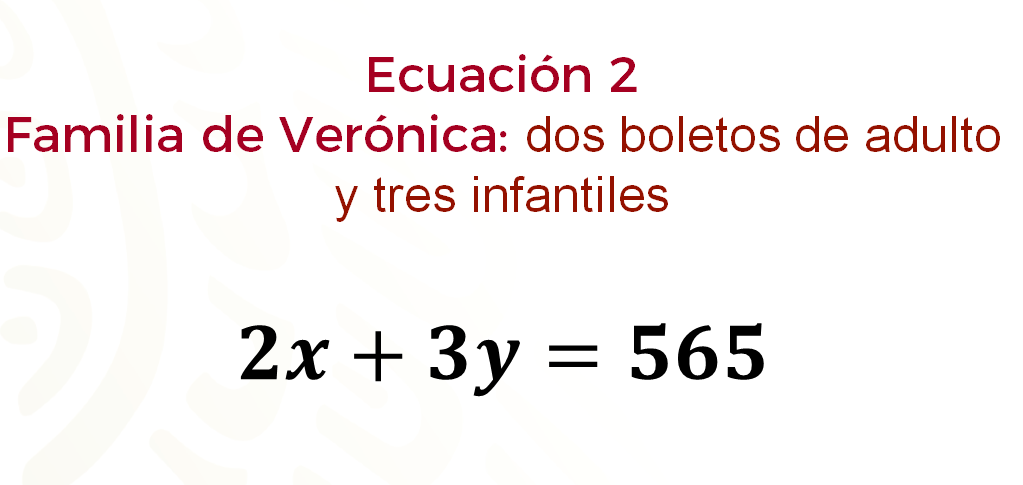 Ecuación 2
Familia de Verónica: dos boletos de adulto
y tres infantiles
2x + 3y = 565